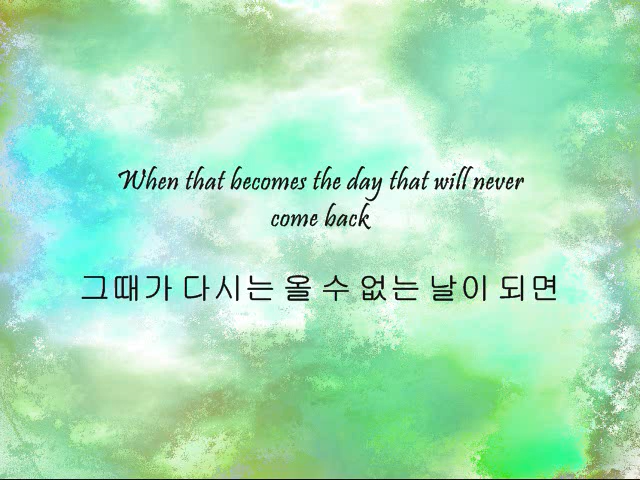 When that becomes the day that will never
come back
그때가 다시는 올 수 없는 날이 되면